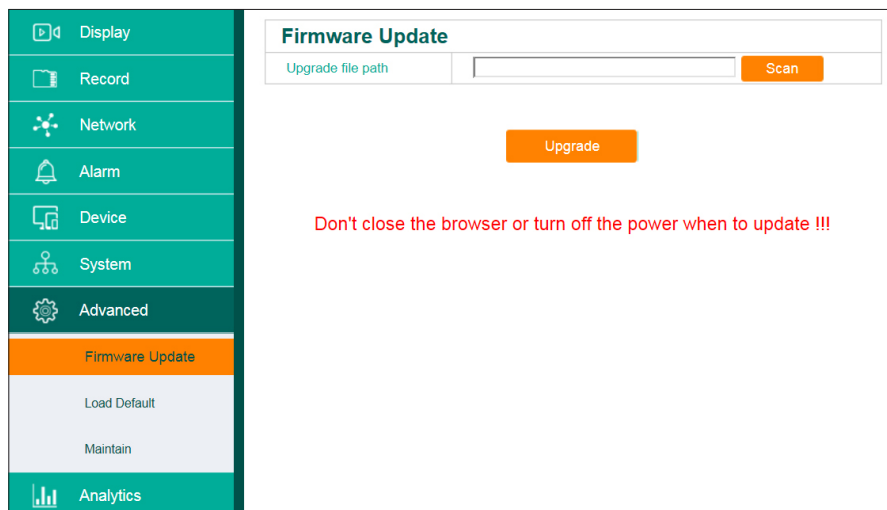 Display
Record
Network
Alarm
Device
System
Advanced
Firmware Update
Load Default
Maintain
Analytics
Firmware Update
Upgrade file path
Scan
Upgrade
Don't close the browser or turn off the power when to update !!!